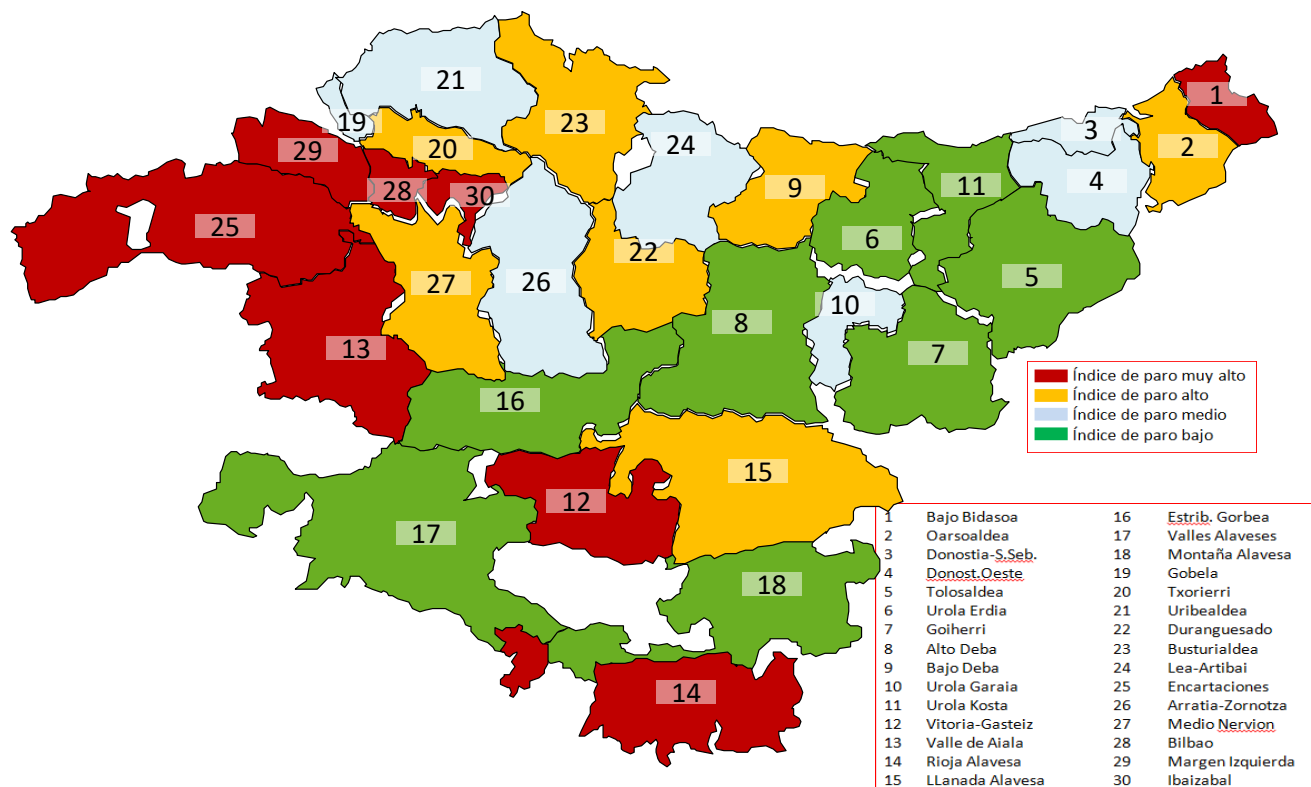 21
1
23
3
19
20
24
2
29
4
28
30
9
11
25
6
22
27
26
5
10
8
7
13
16
15
12
17
18
14
Índice de paro muy alto
Índice de paro alto
Índice de paro medio
Índice de paro bajo
1 Bajo Bidasoa 16 Estrib. Gorbea
2 Oarsoaldea 17 Valles Alaveses
3 Donostia-S.Seb. 18 Montaña Alavesa
4 Donost.Oeste 19 Gobela
5 Tolosaldea 20 Txorierri
6 Urola Erdia 21 Uribealdea
7 Goiherri 22 Duranguesado
8 Alto Deba 23 Busturialdea
9 Bajo Deba 24 Lea-Artibai
10 Urola Garaia 25 Encartaciones
11 Urola Kosta 26 Arratia-Zornotza
12 Vitoria-Gasteiz 27 Medio Nervion
13 Valle de Aiala 28 Bilbao
14 Rioja Alavesa 29 Margen Izquierda
15 LLanada Alavesa 30 Ibaizabal